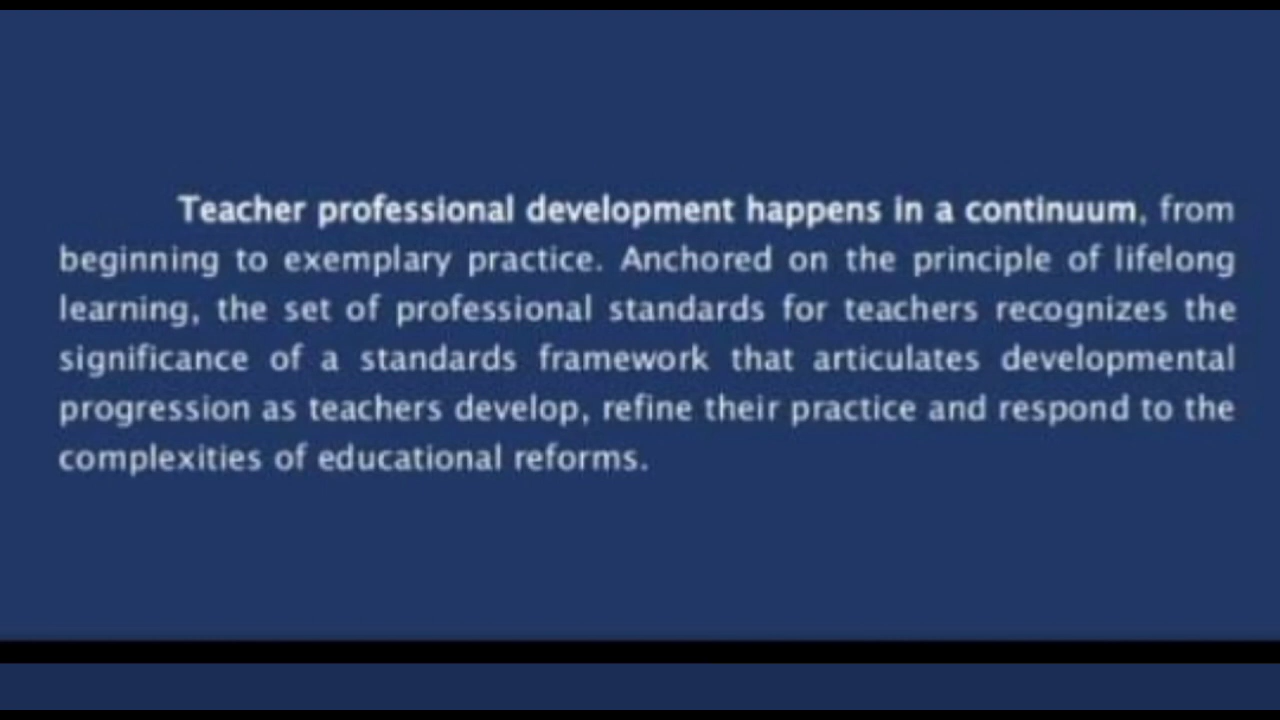 Teacher professional development happens in a continuum, from
beginning to exemplary practice. Anchored on the principle of lifelong
learning, the set of professional standards for teachers recognizes the
significance of a standards framework that articulates developmental
progression as teachers develop, refine their practice and respond to the
complexities of educational reforms.